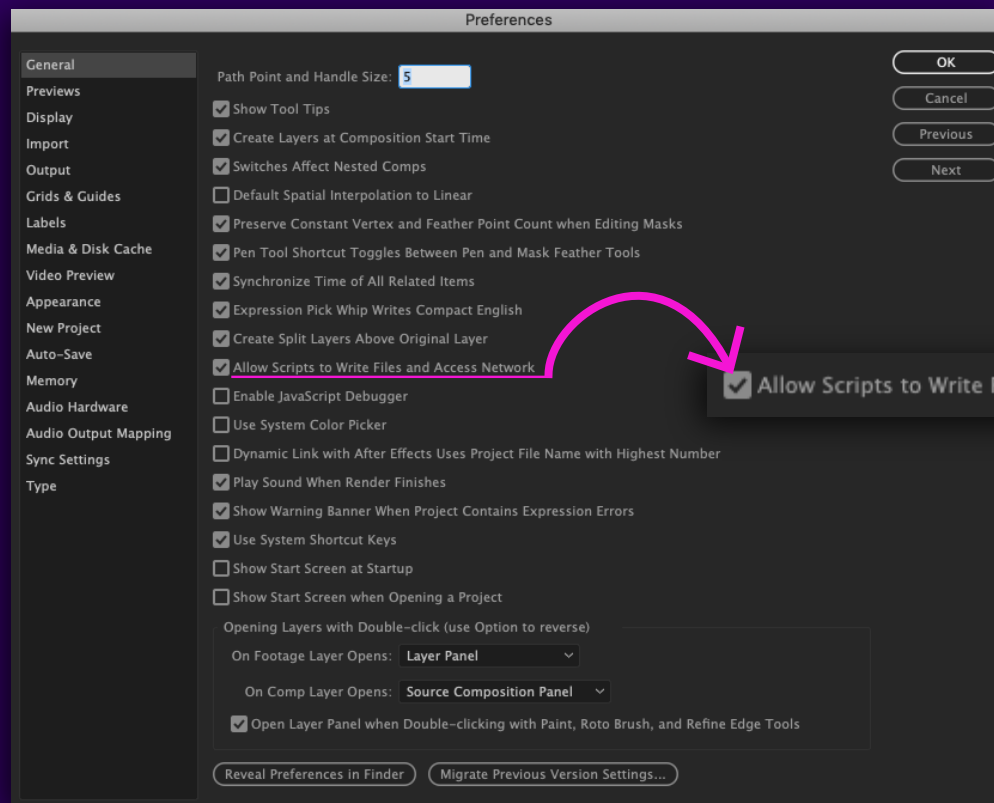 Preferences
General
Previews
Display
Import
Output
Grids & Guides
Labels
Media & Disk Cache
Video Preview
Appearance
New Project
Auto-Save
Memory
Audio Hardware
Audio Output Mapping
Sync Settings
Type
Path Point and Handle Size: 5
Show Tool Tips
Create Layers at Composition Start Time
Switches Affect Nested Comps
Default Spatial Interpolation to Linear
Preserve Constant Vertex and Feather Point Count when Editing Masks
Pen Tool Shortcut Toggles Between Pen and Mask Feather Tools
Synchronize Time of All Related Items
Expression Pick Whip Writes Compact English
Create Split Layers Above Original Layer
Allow Scripts to Write Files and Access Network
Enable JavaScript Debugger
Use System Color Picker
Dynamic Link with After Effects Uses Project File Name with Highest Number
Play Sound When Render Finishes
Show Warning Banner When Project Contains Expression Errors
Use System Shortcut Keys
Show Start Screen at Startup
Show Start Screen when Opening a Project
Opening Layers with Double-click (use Option to reverse)
On Footage Layer Opens: Layer Panel
On Comp Layer Opens: Source Composition Panel
Open Layer Panel when Double-clicking with Paint, Roto Brush, and Refine Edge Tools
Reveal Preferences in Finder
Migrate Previous Version Settings...
OK
Cancel
Previous
Next
Allow Scripts to Write